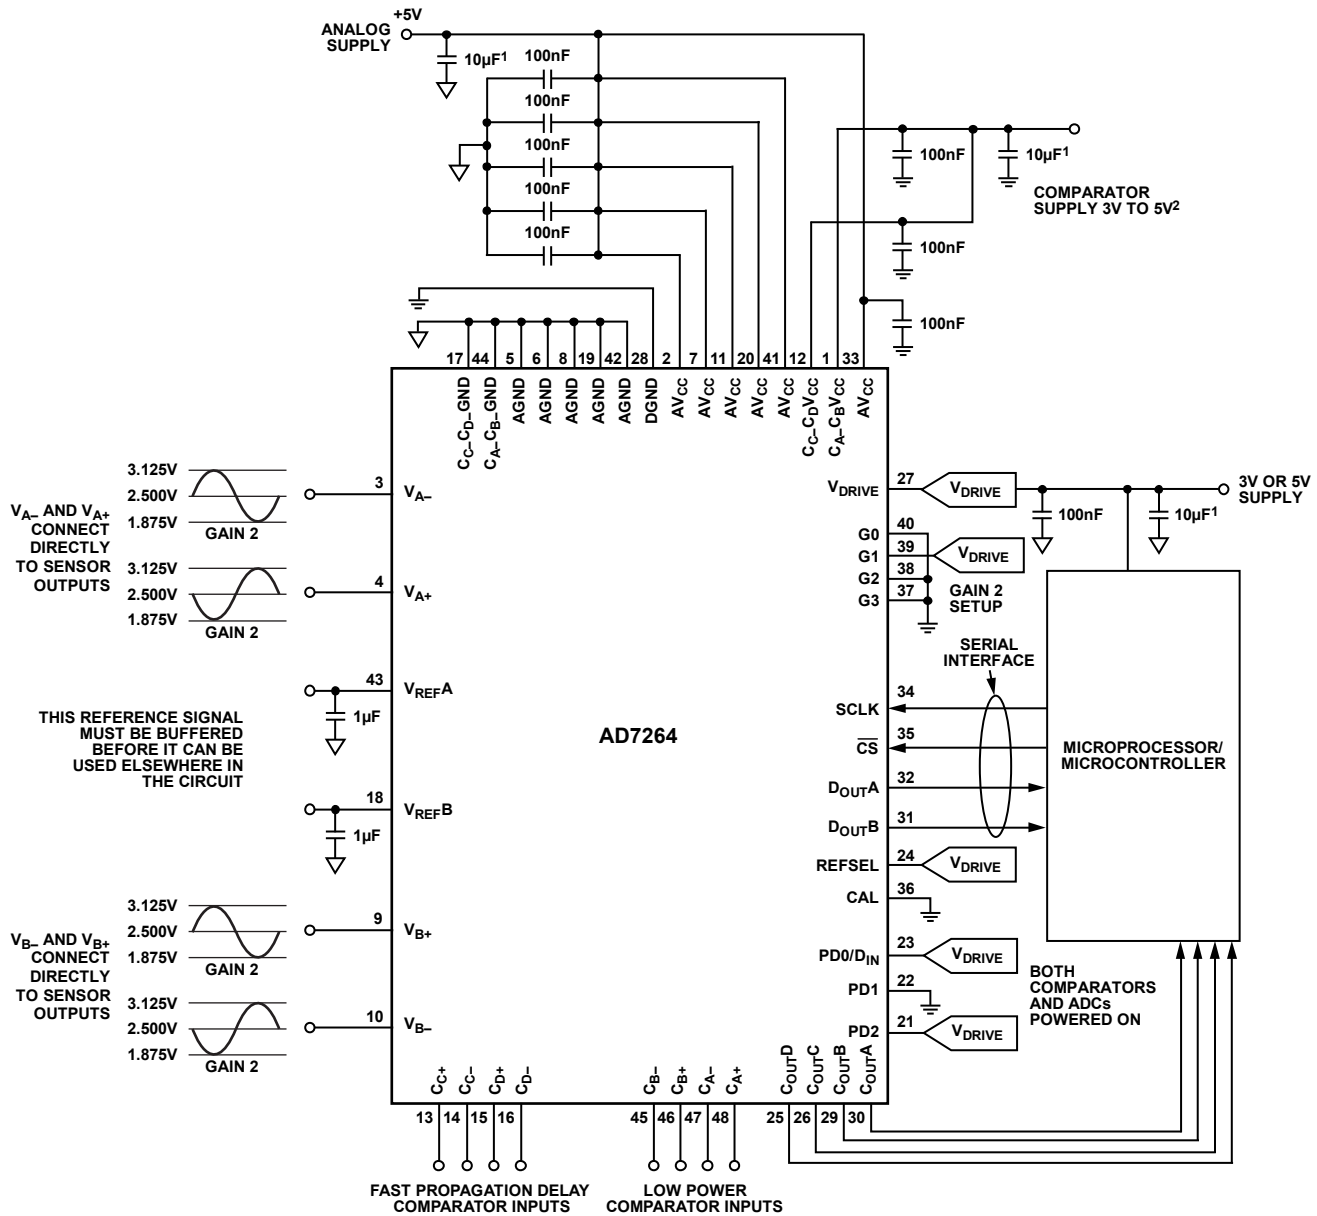 +5V
ANALOG
SUPPLY
10µF1
100nF
100nF
100nF
100nF
100nF
100nF
10µF1
COMPARATOR
SUPPLY 3V TO 5V2
100nF
100nF
17 44 5 6 8 19 42 28 2 7 11 20 41 12 1 33
CC–CD–GND
CA–CB–GND
AGND
AGND
AGND
AGND
AGND
DGND
AVCC
AVCC
AVCC
AVCC
AVCC
CC–CDVCC
CA–CBVCC
AVCC
VA– AND VA+
CONNECT
DIRECTLY
TO SENSOR
OUTPUTS
3.125V
2.500V
1.875V
GAIN 2
3 VA–
3.125V
2.500V
1.875V
GAIN 2
4 VA+
43 VREFA
1µF
THIS REFERENCE SIGNAL
MUST BE BUFFERED
BEFORE IT CAN BE
USED ELSEWHERE IN
THE CIRCUIT
18 VREFB
1µF
VB– AND VB+
CONNECT
DIRECTLY
TO SENSOR
OUTPUTS
3.125V
2.500V
1.875V
GAIN 2
9 VB+
3.125V
2.500V
1.875V
GAIN 2
10 VB–
AD7264
VDRIVE 27 VDRIVE
3V OR 5V
SUPPLY
100nF
10µF1
G0 40
G1 39 VDRIVE
G2 38
G3 37
GAIN 2
SETUP
SERIAL
INTERFACE
SCLK 34
CS 35
DOUTA 32
DOUTB 31
MICROPROCESSOR/
MICROCONTROLLER
REFSEL 24 VDRIVE
CAL 36
PD0/DIN 23 VDRIVE
PD1 22
PD2 21 VDRIVE
BOTH
COMPARATORS
AND ADCs
POWERED ON
CC+
CC–
CD+
CD–
CB–
CB+
CA–
CA+
COUTD
COUTC
COUTB
COUTA
13 14 15 16 45 46 47 48 25 26 29 30
FAST PROPAGATION DELAY
COMPARATOR INPUTS
LOW POWER
COMPARATOR INPUTS